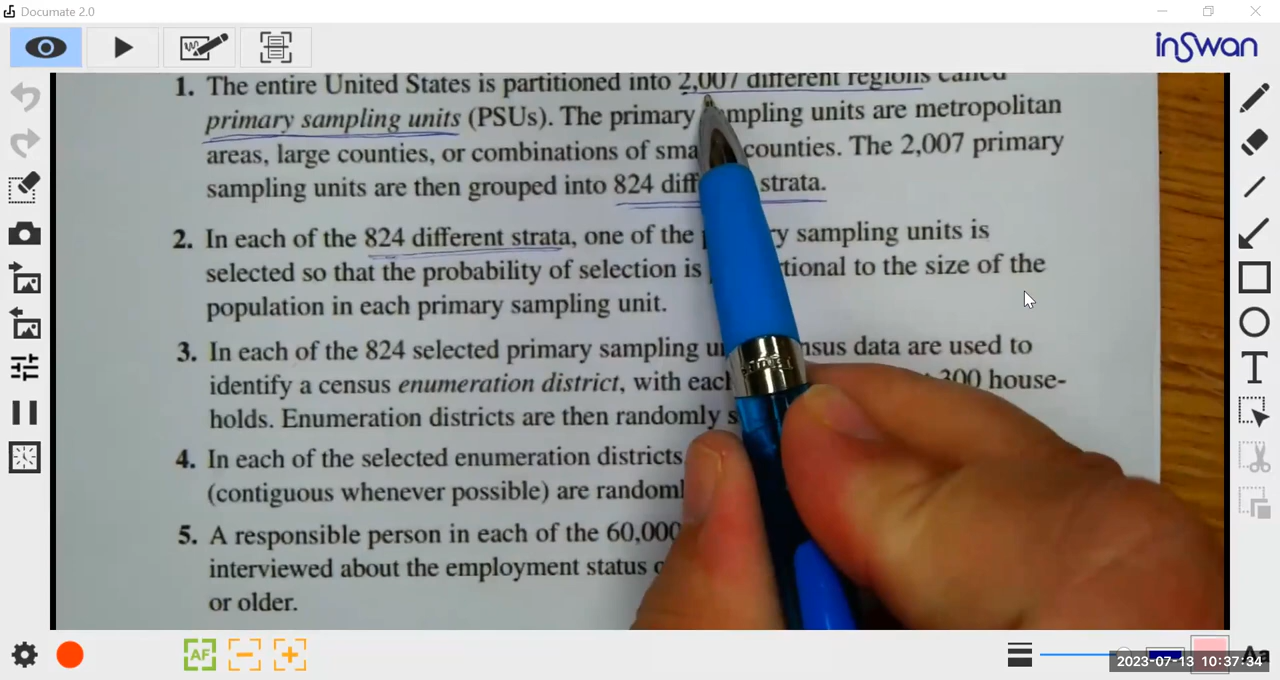 Documate 2.0
inSwan
1. The entire United States is partitioned into 2,007 different regions called
primary sampling units (PSUs). The primary sampling units are metropolitan
areas, large counties, or combinations of counties. The 2,007 primary
sampling units are then grouped into 824 strata.
2. In each of the 824 different strata, one of the sampling units is
selected so that the probability of selection is to the size of the
population in each primary sampling unit.
3. In each of the 824 selected primary sampling data are used to
identify a census enumeration district, with 300 house-
holds. Enumeration districts are then randomly
4. In each of the selected enumeration districts
(contiguous whenever possible) are
5. A responsible person in each of the 60,000
interviewed about the employment status
or older.
T
AF
Aa
2023-07-13 10:37:34